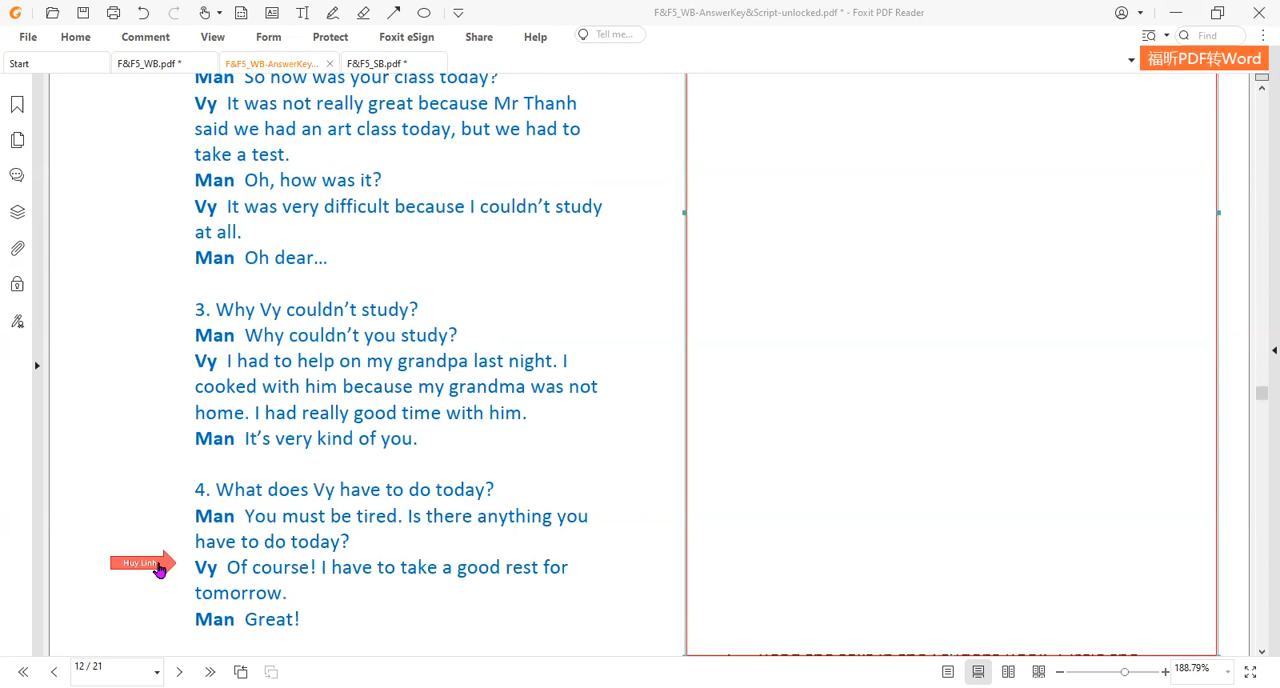 F&F5_WB-AnswerKey&Script-unlocked.pdf * - Foxit PDF Reader
File Home Comment View Form Protect Foxit eSign Share Help Tell me... Find
Start F&F5_WB.pdf * F&F5_WB-AnswerKey... F&F5_SB.pdf * 福昕PDF转Word
Man So how was your class today?
Vy It was not really great because Mr Thanh
said we had an art class today, but we had to
take a test.
Man Oh, how was it?
Vy It was very difficult because I couldn't study
at all.
Man Oh dear...
3. Why Vy couldn't study?
Man Why couldn't you study?
Vy I had to help on my grandpa last night. I
cooked with him because my grandma was not
home. I had really good time with him.
Man It's very kind of you.
4. What does Vy have to do today?
Man You must be tired. Is there anything you
have to do today?
Huy Linh
Vy Of course! I have to take a good rest for
tomorrow.
Man Great!
12 / 21 188.79%